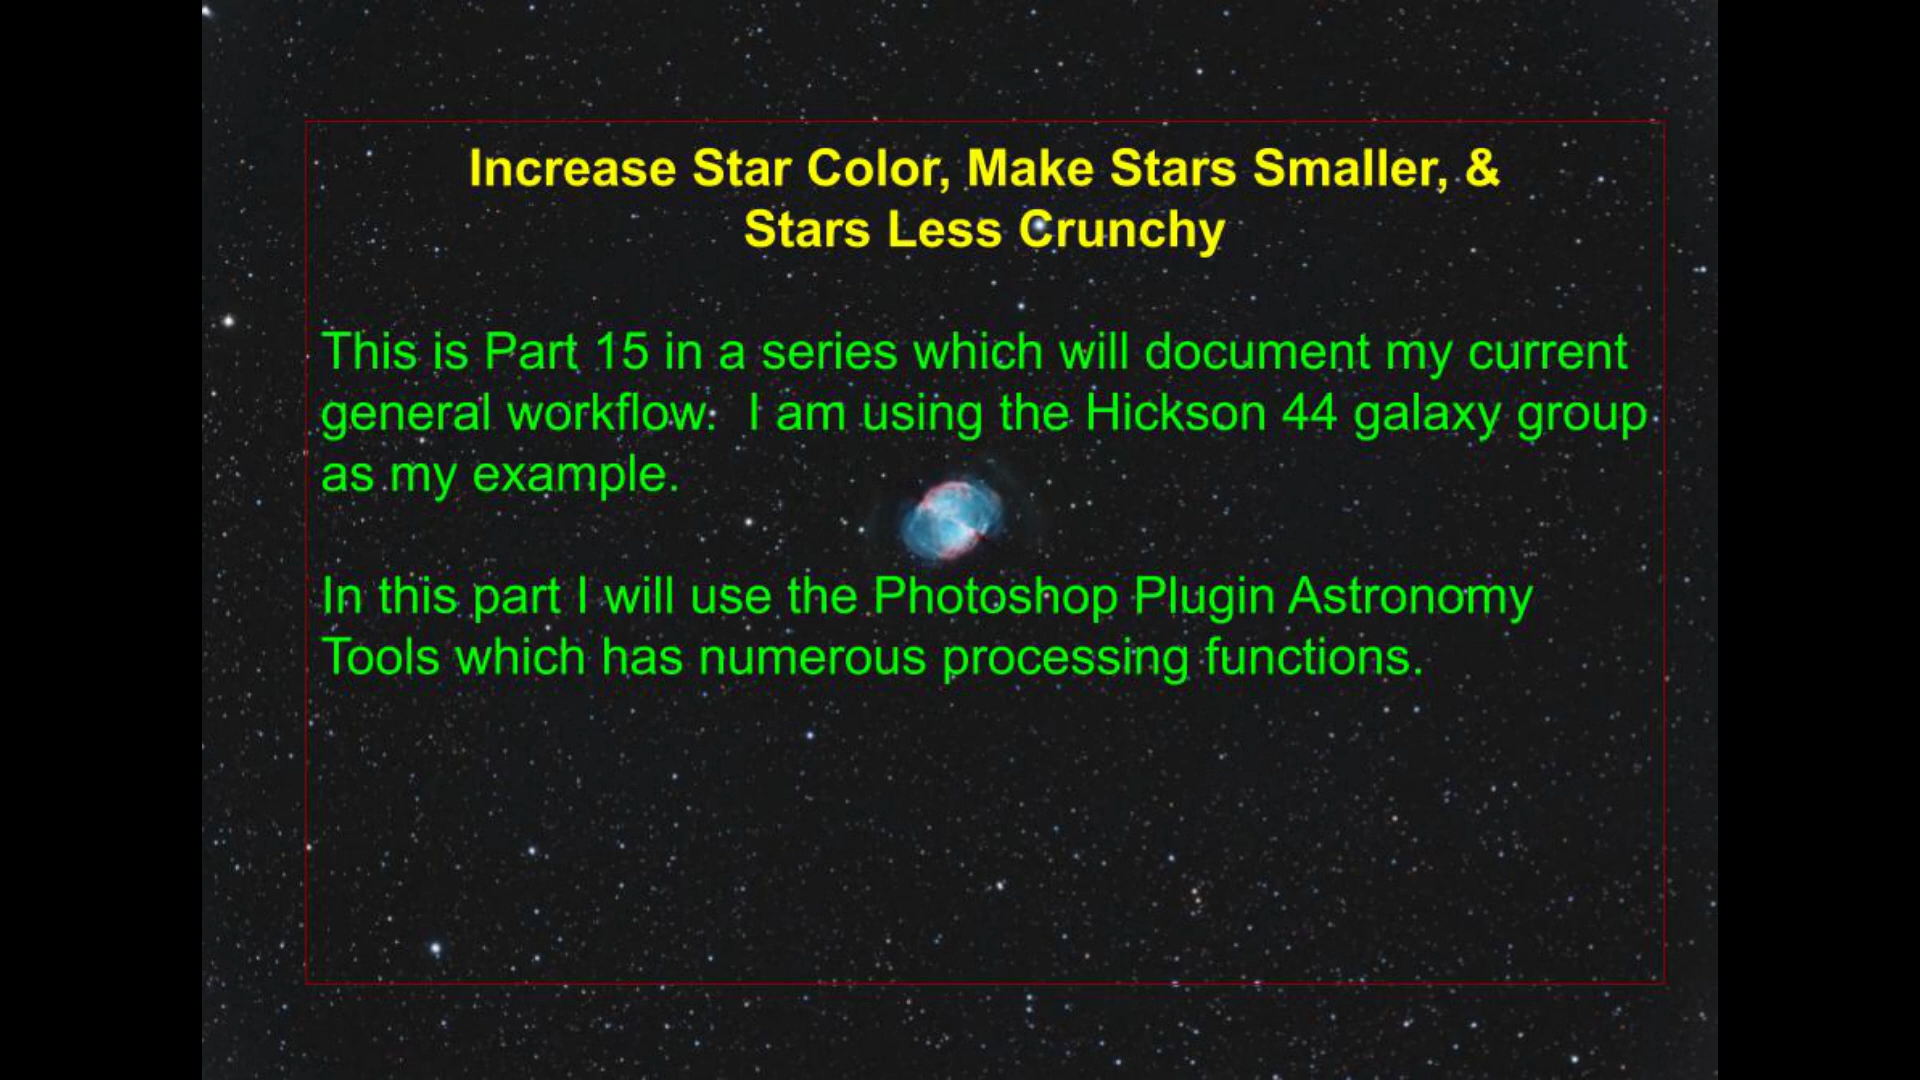 Increase Star Color, Make Stars Smaller, &
Stars Less Crunchy
This is Part 15 in a series which will document my current
general workflow.  I am using the Hickson 44 galaxy group
as my example.
In this part I will use the Photoshop Plugin Astronomy
Tools which has numerous processing functions.